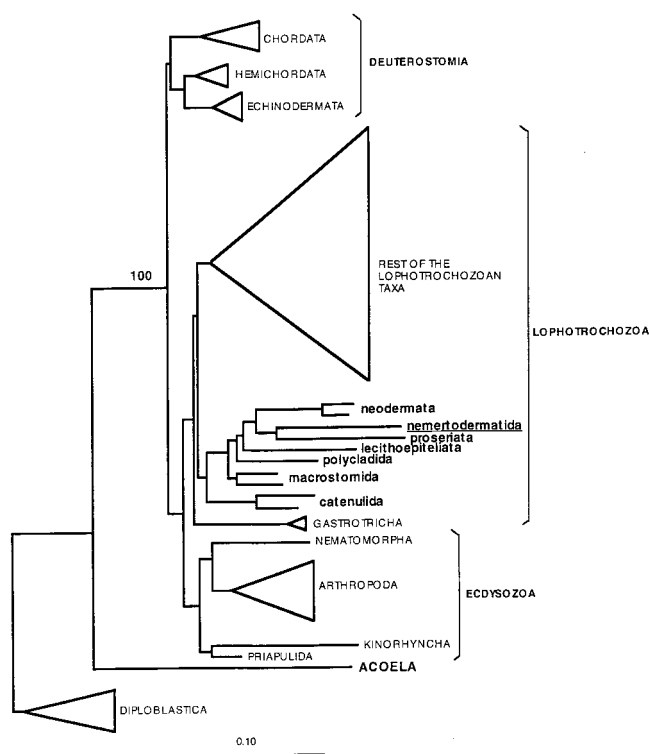 CHORDATA
DEUTEROSTOMIA
HEMICHORDATA
ECHINODERMATA
100
REST OF THE
LOPHOTROCHOZOAN
TAXA
LOPHOTROCHOZOA
neodermata
nemertodermatida
proseriata
lecithoepiteliata
polycladida
macrostomida
catenulida
GASTROTRICHA
NEMATOMORPHA
ARTHROPODA
ECDYSOZOA
KINORHYNCHA
PRIAPULIDA
ACOELA
DIPLOBLASTICA
0.10